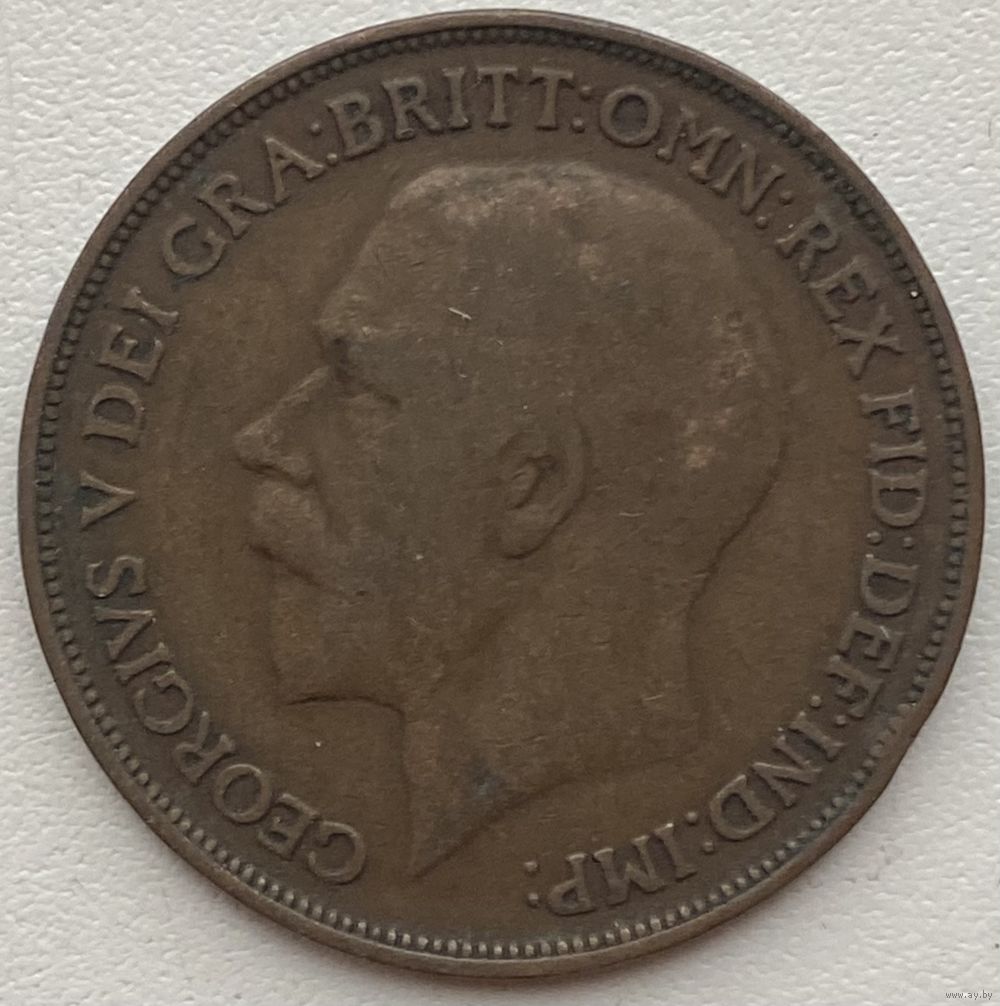 GEORGIVS V DEI GRA:BRITT:OMN:REX FID:DEF:IND:IMP:
www.ay.by